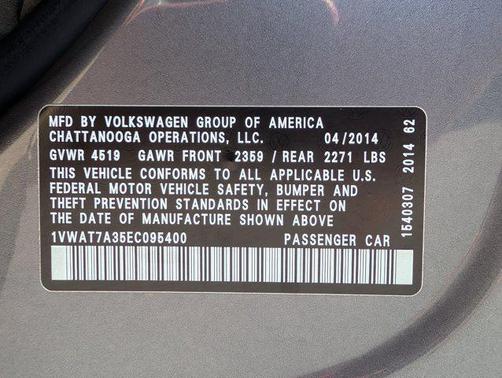 MFD BY VOLKSWAGEN GROUP OF AMERICA
CHATTANOOGA OPERATIONS, LLC. 04/2014
GVWR 4519 GAWR FRONT 2359 / REAR 2271 LBS
THIS VEHICLE CONFORMS TO ALL APPLICABLE U.S.
FEDERAL MOTOR VEHICLE SAFETY, BUMPER AND
THEFT PREVENTION STANDARDS IN EFFECT ON
THE DATE OF MANUFACTURE SHOWN ABOVE
1VWAT7A35EC095400 PASSENGER CAR
1540307 2014 62